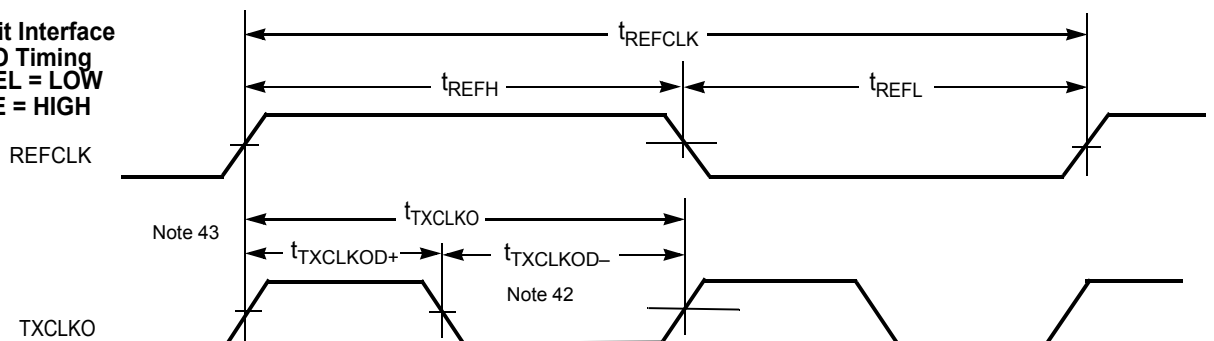 it Interface
Timing
EL = LOW
= HIGH
tREFCLK
tREFH
tREFL
REFCLK
tTXCLKO
Note 43
tTXCLKOD+
tTXCLKOD–
Note 42
TXCLKO